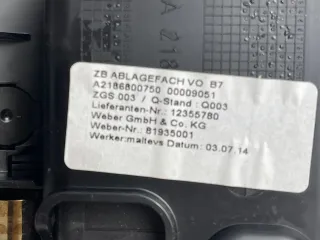 A 218
ZB ABLAGEFACH VO B7
A2186800750 00009051
ZGS 003 / Q-Stand : Q003
Lieferanten-Nr.: 12355780
Weber GmbH & Co. KG
Weber-Nr.: 81935001
Werker:maltevs Datum: 03.07.14